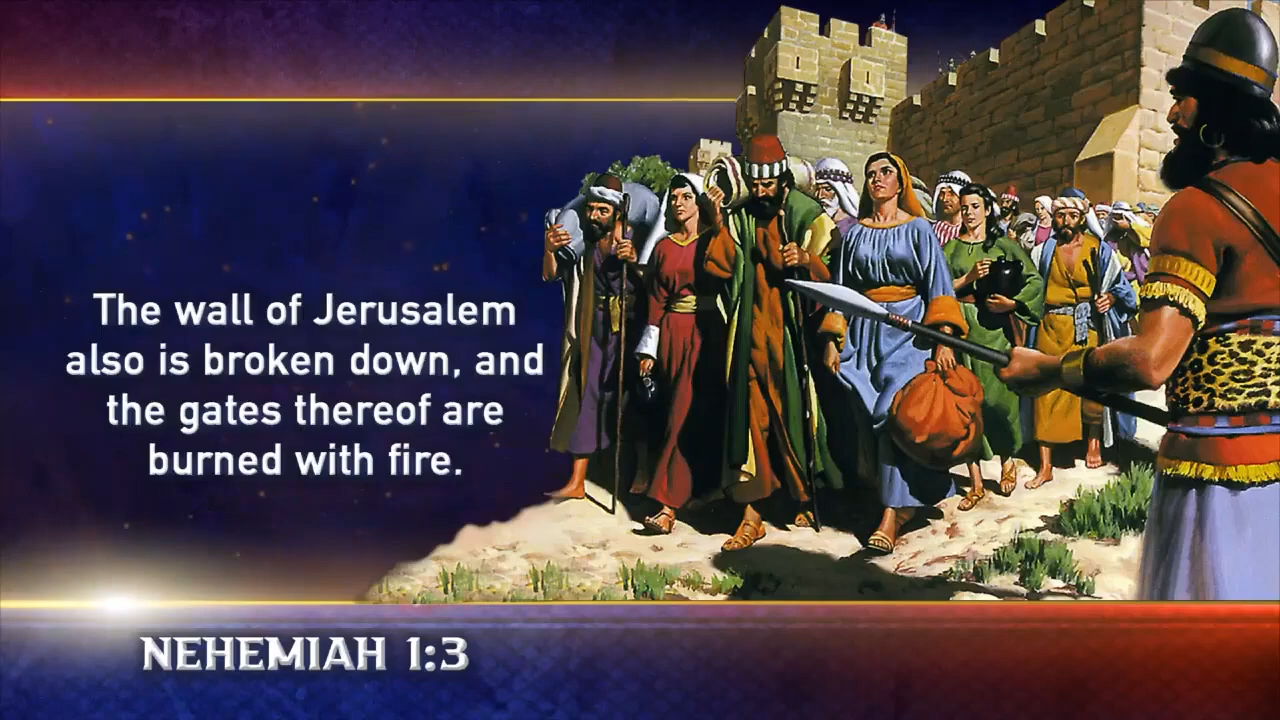 The wall of Jerusalem
also is broken down, and
the gates thereof are
burned with fire.
NEHEMIAH 1:3